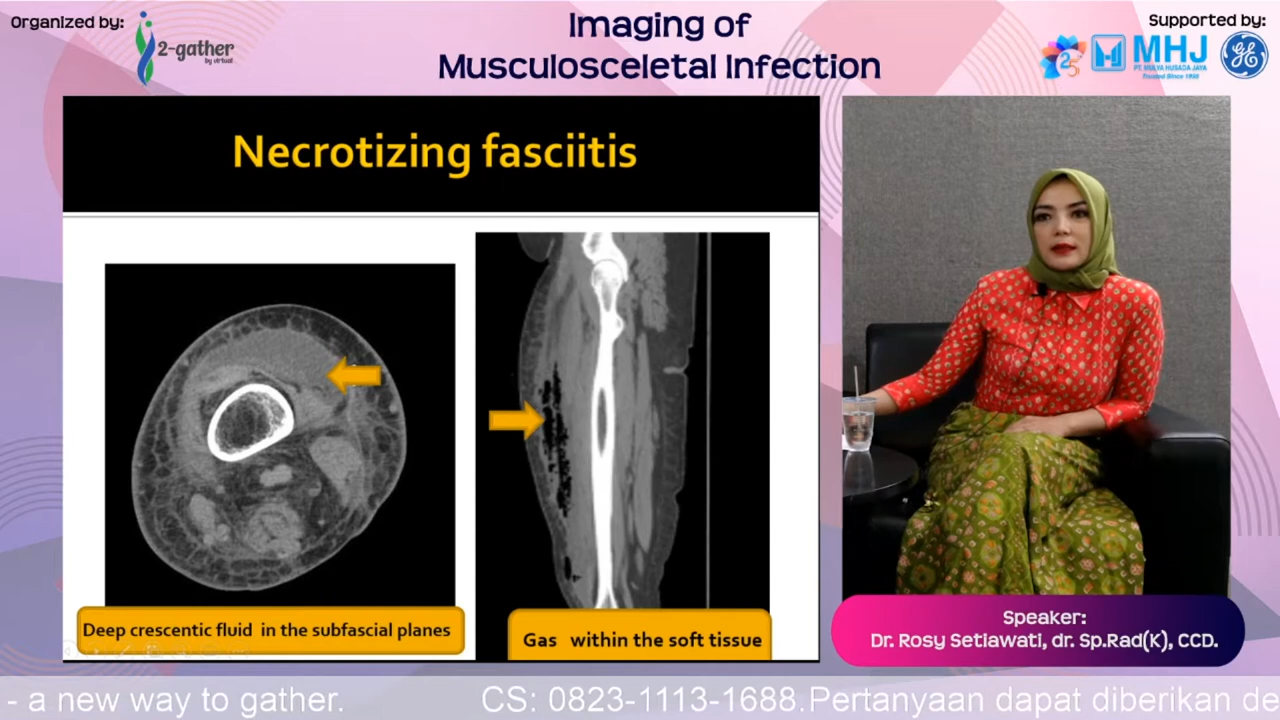 Organized by:
2-gather
by virtual
Imaging of
Musculosceletal Infection
Supported by:
25
MHJ
PT. MULYA HUSADA JAYA
Trusted Since 1950
GE
Necrotizing fasciitis
Deep crescentic fluid in the subfascial planes
Gas within the soft tissue
Speaker:
Dr. Rosy Setiawati, dr. Sp.Rad(K), CCD.
- a new way to gather. CS: 0823-1113-1688.Pertanyaan dapat diberikan de